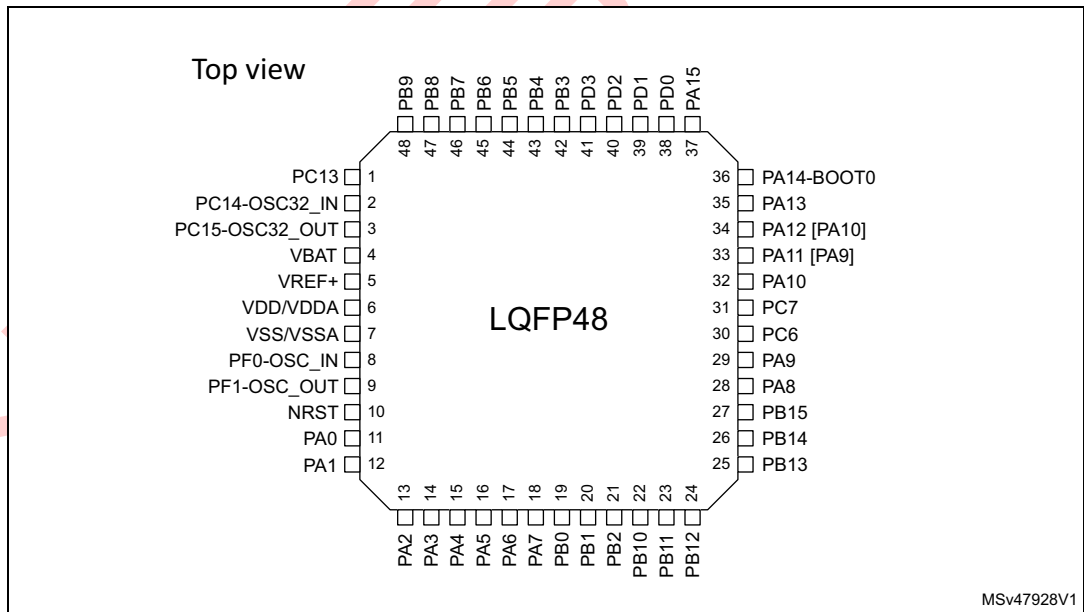 Top view
PB9
PB8
PB7
PB6
PB5
PB4
PB3
PD3
PD2
PD1
PD0
PA15
48
47
46
45
44
43
42
41
40
39
38
37
PC13 1
PC14-OSC32_IN 2
PC15-OSC32_OUT 3
VBAT 4
VREF+ 5
VDD/VDDA 6
VSS/VSSA 7
PF0-OSC_IN 8
PF1-OSC_OUT 9
NRST 10
PA0 11
PA1 12
LQFP48
36 PA14-BOOT0
35 PA13
34 PA12 [PA10]
33 PA11 [PA9]
32 PA10
31 PC7
30 PC6
29 PA9
28 PA8
27 PB15
26 PB14
25 PB13
13
14
15
16
17
18
19
20
21
22
23
24
PA2
PA3
PA4
PA5
PA6
PA7
PB0
PB1
PB2
PB10
PB11
PB12
MSv47928V1